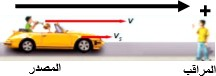 +
v
vs
المصدر
المراقب